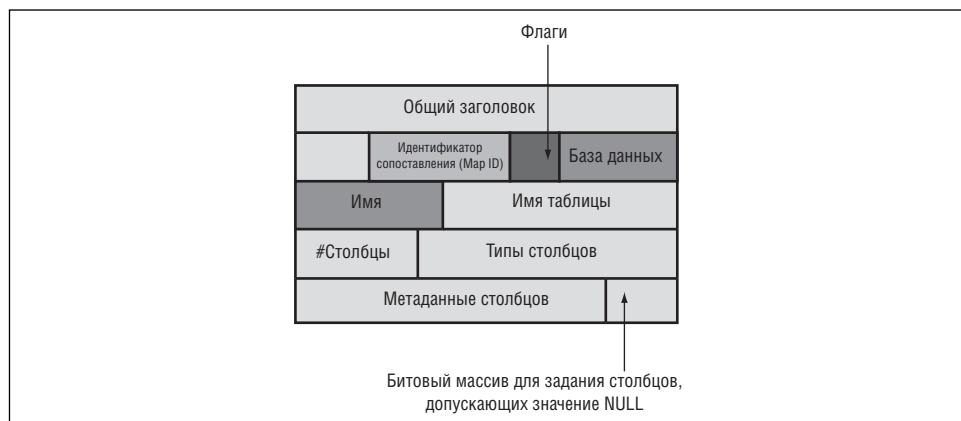 Флаги
Общий заголовок
Идентификатор
сопоставления (Map ID)
База данных
Имя
Имя таблицы
#Столбцы
Типы столбцов
Метаданные столбцов
Битовый массив для задания столбцов,
допускающих значение NULL